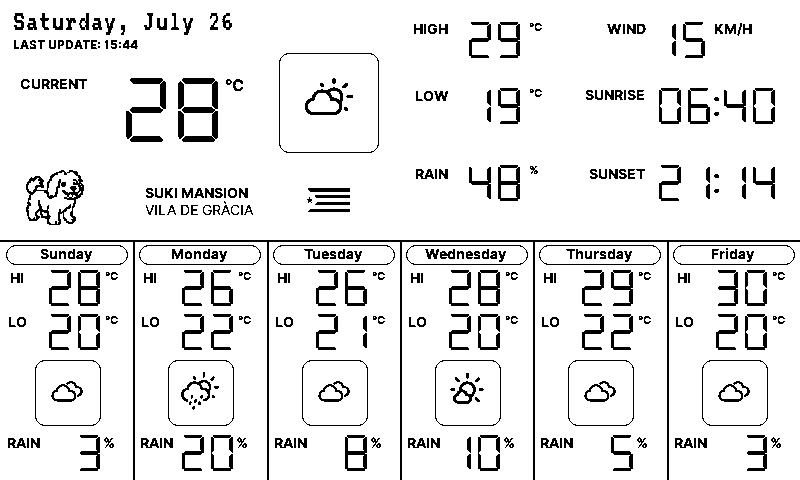 Saturday, July 26
LAST UPDATE: 15:44
CURRENT 28 °C
SUKI MANSION
VILA DE GRÀCIA
HIGH 29 °C
LOW 19 °C
RAIN 48 %
WIND 15 KM/H
SUNRISE 06:40
SUNSET 21:14
Sunday
HI 28 °C
LO 20 °C
RAIN 3 %
Monday
HI 26 °C
LO 22 °C
RAIN 20 %
Tuesday
HI 26 °C
LO 21 °C
RAIN 8 %
Wednesday
HI 28 °C
LO 20 °C
RAIN 10 %
Thursday
HI 29 °C
LO 22 °C
RAIN 5 %
Friday
HI 30 °C
LO 20 °C
RAIN 3 %